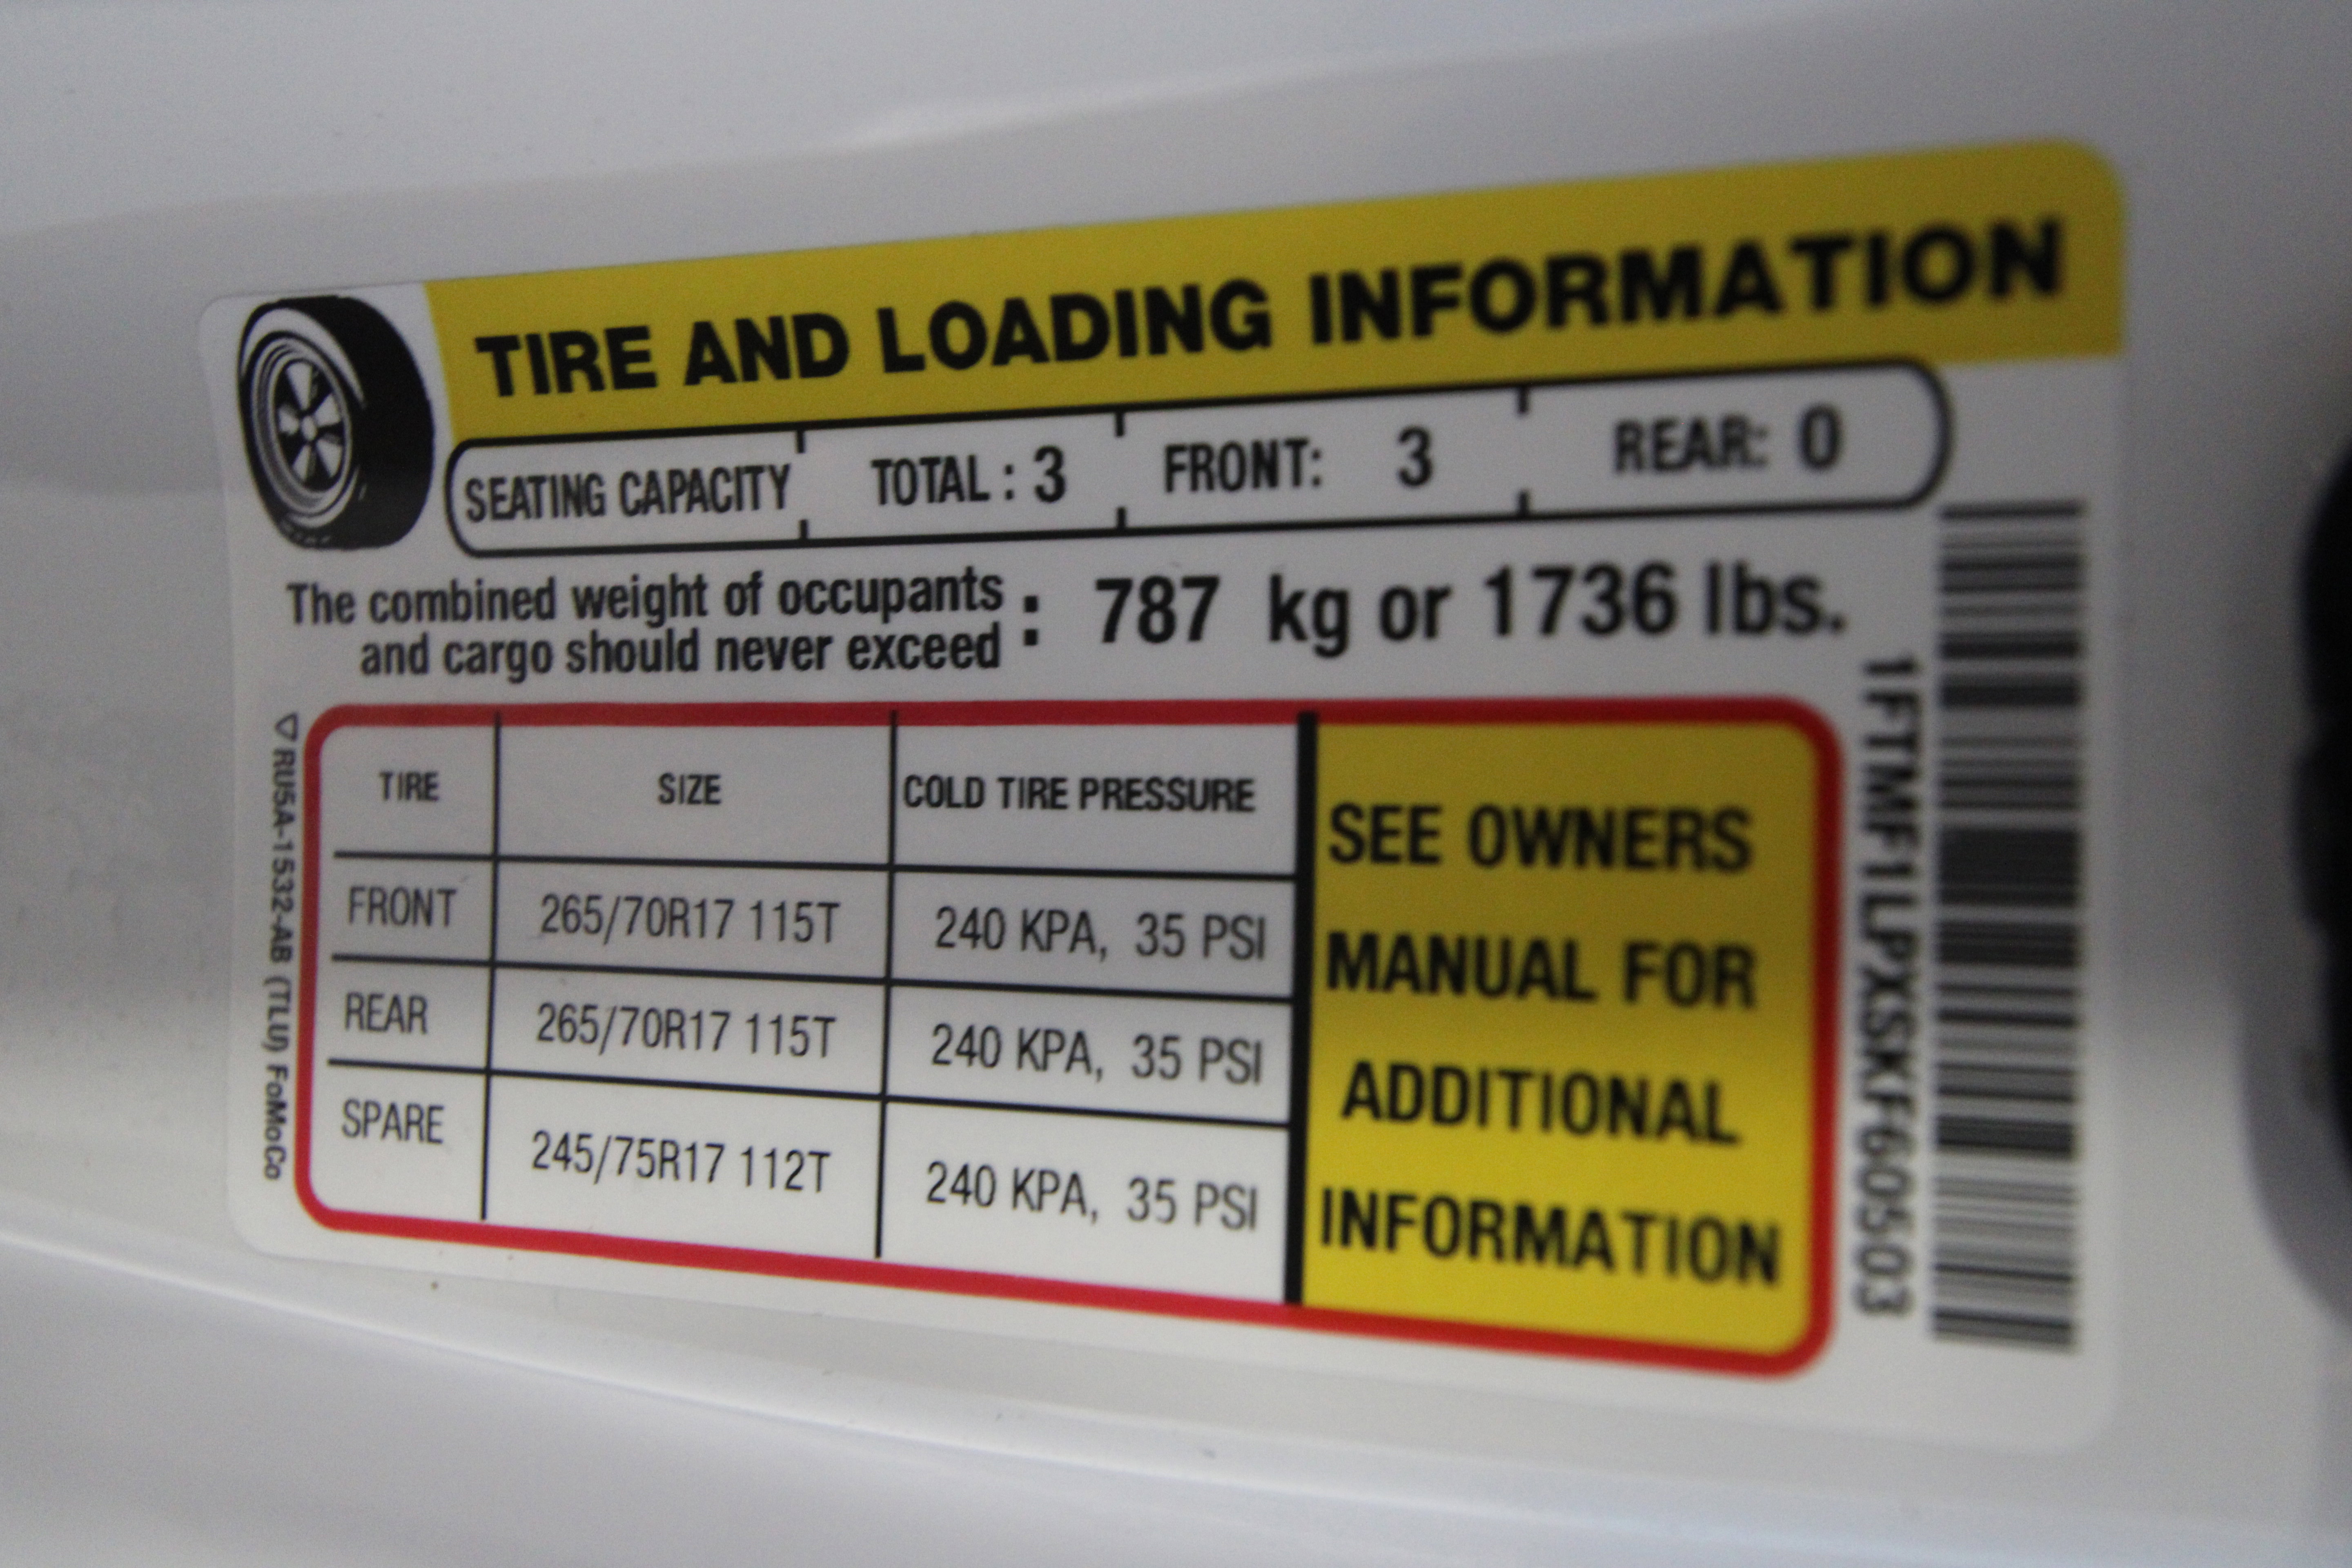 TIRE AND LOADING INFORMATION
SEATING CAPACITY TOTAL : 3 FRONT: 3 REAR: 0
The combined weight of occupants
and cargo should never exceed : 787 kg or 1736 lbs.
TIRE SIZE COLD TIRE PRESSURE
FRONT 265/70R17 115T 240 KPA, 35 PSI
REAR 265/70R17 115T 240 KPA, 35 PSI
SPARE 245/75R17 112T 240 KPA, 35 PSI
SEE OWNERS
MANUAL FOR
ADDITIONAL
INFORMATION
RU5A-1532-AB (TLU) FoMoCo